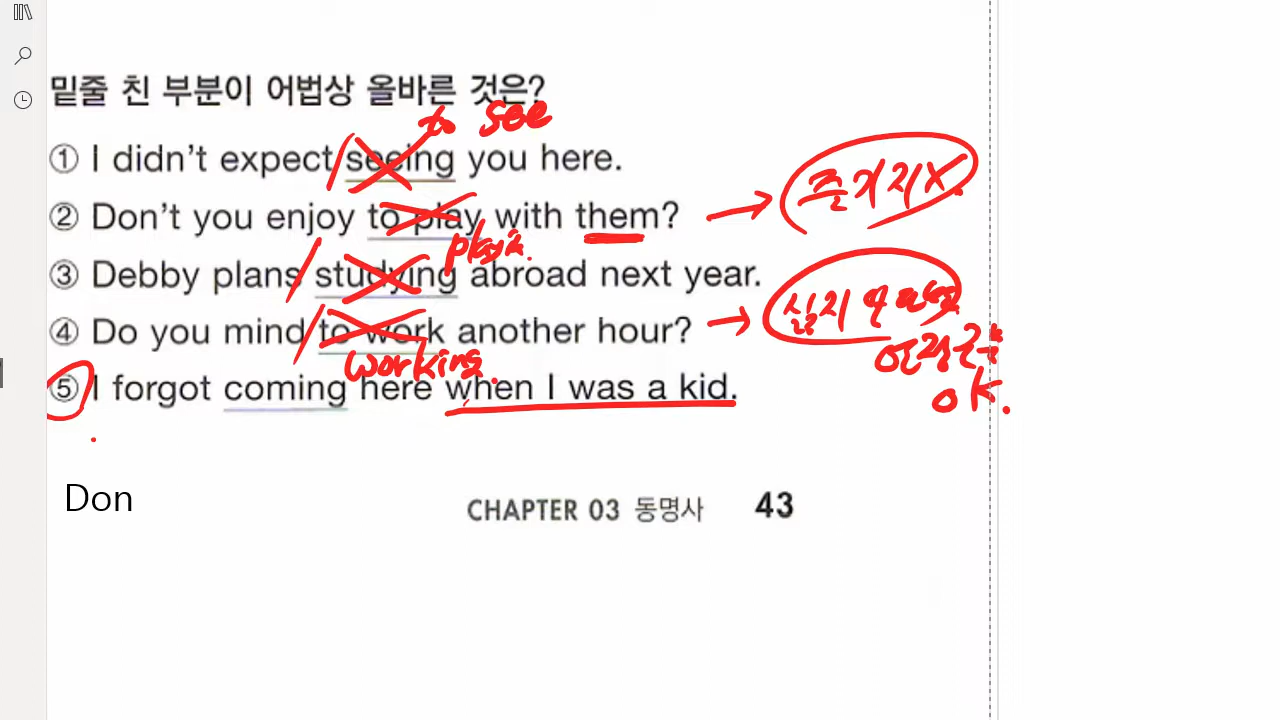 밑줄 친 부분이 어법상 올바른 것은?
to see
① I didn't expect seeing you here.
즐기지X.
② Don't you enjoy to play with them?
③ Debby plans studying abroad next year.
④ Do you mind to work another hour?
working.
⑤ I forgot coming here when I was a kid.
OK.
Don
CHAPTER 03 동명사 43